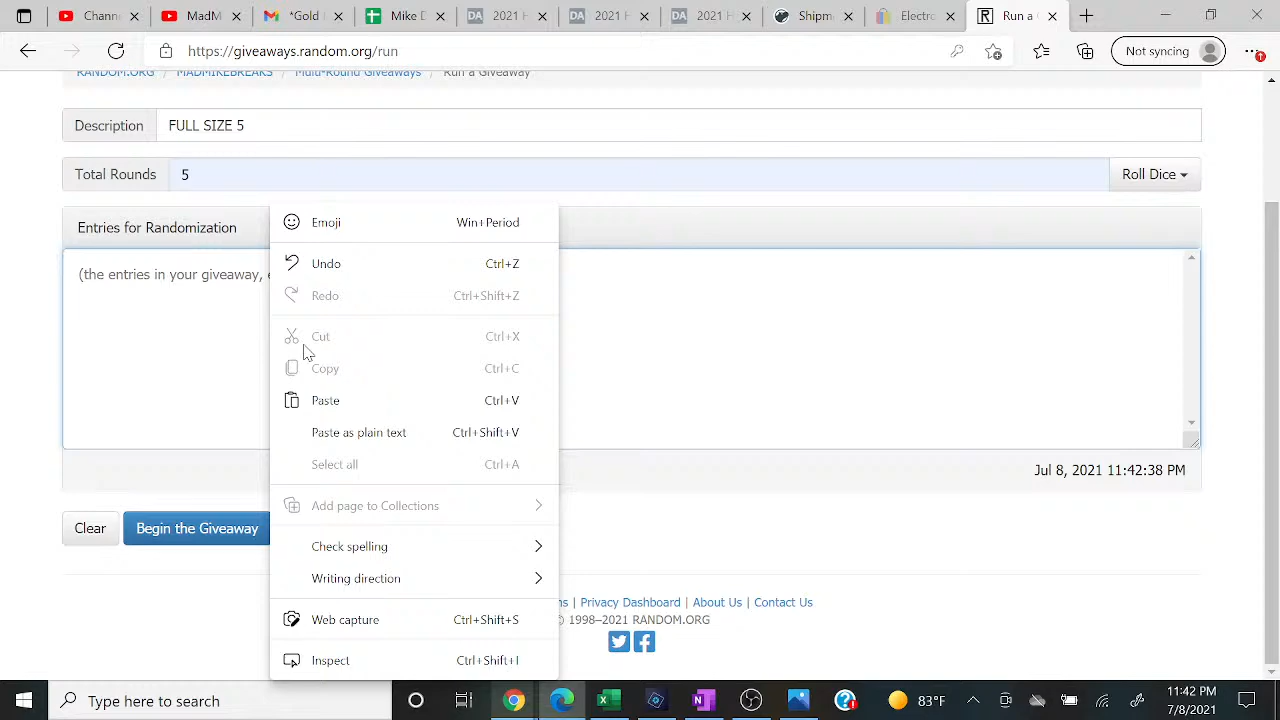 Chann
MadM
*Gold
Mike D
DA 2021 H
DA 2021 H
DA 2021 H
Shipm
Electro
R Run a
https://giveaways.random.org/run
Not syncing
RANDOM.ORG / MADMIKEBREAKS / Multi-Round Giveaways / Run a Giveaway
Description FULL SIZE 5
Total Rounds 5 Roll Dice
Entries for Randomization
(the entries in your giveaway,
Emoji Win+Period
Undo Ctrl+Z
Redo Ctrl+Shift+Z
Cut Ctrl+X
Copy Ctrl+C
Paste Ctrl+V
Paste as plain text Ctrl+Shift+V
Select all Ctrl+A
Add page to Collections
Check spelling
Writing direction
Web capture Ctrl+Shift+S
Inspect Ctrl+Shift+I
Jul 8, 2021 11:42:38 PM
Clear Begin the Giveaway
ns | Privacy Dashboard | About Us | Contact Us
© 1998–2021 RANDOM.ORG
Type here to search
83°F
11:42 PM
7/8/2021